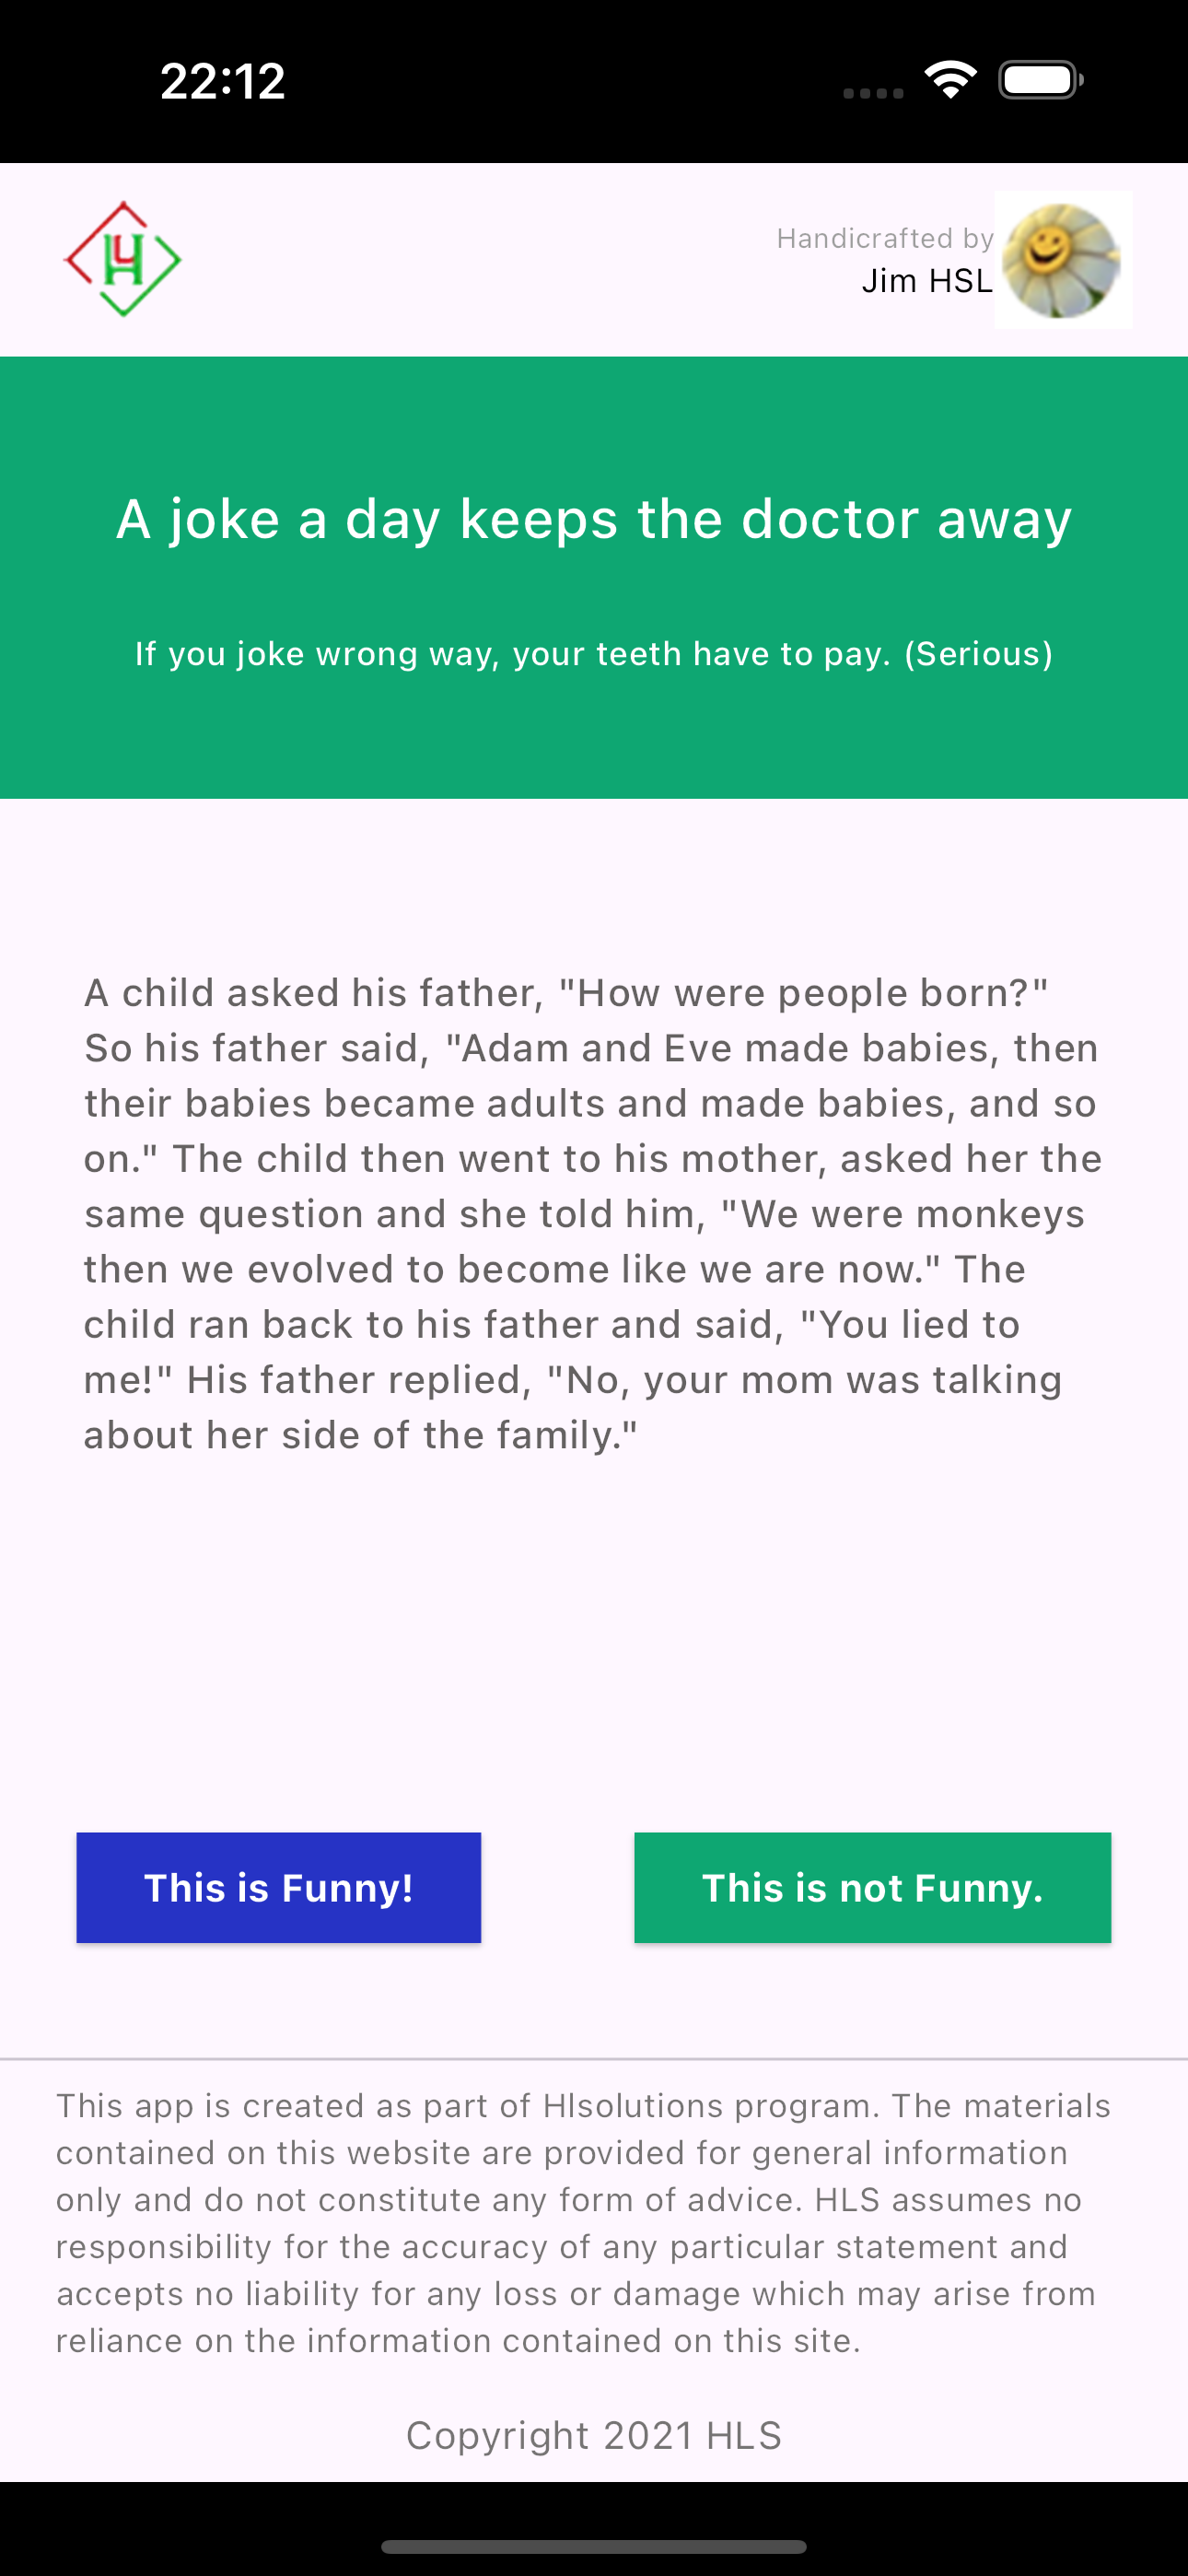 22:12
Handicrafted by
Jim HSL
A joke a day keeps the doctor away
If you joke wrong way, your teeth have to pay. (Serious)
A child asked his father, "How were people born?"
So his father said, "Adam and Eve made babies, then
their babies became adults and made babies, and so
on." The child then went to his mother, asked her the
same question and she told him, "We were monkeys
then we evolved to become like we are now." The
child ran back to his father and said, "You lied to
me!" His father replied, "No, your mom was talking
about her side of the family."
This is Funny!
This is not Funny.
This app is created as part of Hlsolutions program. The materials
contained on this website are provided for general information
only and do not constitute any form of advice. HLS assumes no
responsibility for the accuracy of any particular statement and
accepts no liability for any loss or damage which may arise from
reliance on the information contained on this site.
Copyright 2021 HLS